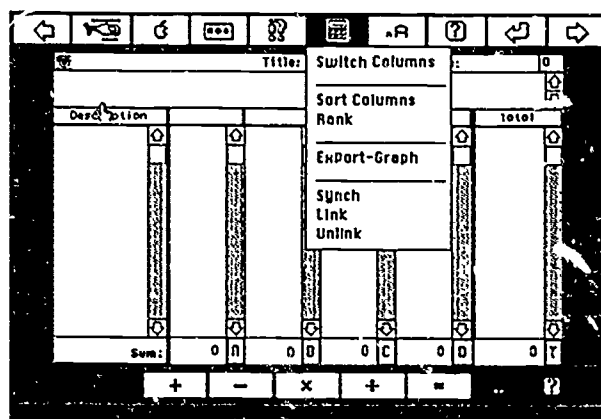 Title: 0
Switch Columns
Sort Columns
Rank
Export-Graph
Synch
Link
Unlink
Description Total
Sum: 0 A 0 B 0 C 0 D 0 T
+ − × ÷ =
?